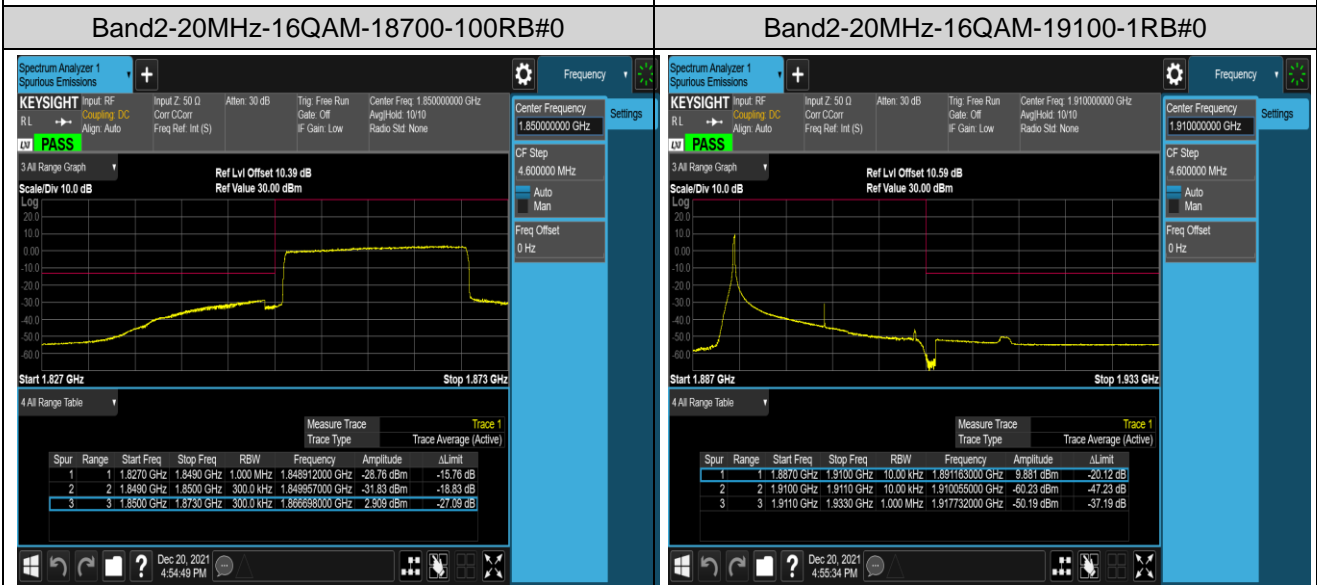 Band2-20MHz-16QAM-18700-100RB#0
Spectrum Analyzer 1
Spurious Emissions
Frequency
KEYSIGHT
Input: RF
Input Z: 50 Ω
Atten: 30 dB
Trig: Free Run
Center Freq: 1.850000000 GHz
RL
Coupling: DC
Corr CCorr
Gate: Off
Avg|Hold: 10/10
Align: Auto
Freq Ref: Int (S)
IF Gain: Low
Radio Std: None
LXI
PASS
Center Frequency
1.850000000 GHz
Settings
CF Step
4.600000 MHz
Auto
Man
Freq Offset
0 Hz
3 All Range Graph
Ref Lvl Offset 10.39 dB
Scale/Div 10.0 dB
Ref Value 30.00 dBm
Log
20.0
10.0
0.00
-10.0
-20.0
-30.0
-40.0
-50.0
-60.0
Start 1.827 GHz
Stop 1.873 GHz
4 All Range Table
Measure Trace Trace 1
Trace Type Trace Average (Active)
Spur Range Start Freq Stop Freq RBW Frequency Amplitude ΔLimit
1 1 1.8270 GHz 1.8490 GHz 1.000 MHz 1.848912000 GHz -28.76 dBm -15.76 dB
2 2 1.8490 GHz 1.8500 GHz 300.0 kHz 1.849957000 GHz -31.83 dBm -18.83 dB
3 3 1.8500 GHz 1.8730 GHz 300.0 kHz 1.866698000 GHz 2.909 dBm -27.09 dB
?
Dec 20, 2021
4:54:49 PM
Band2-20MHz-16QAM-19100-1RB#0
Spectrum Analyzer 1
Spurious Emissions
Frequency
KEYSIGHT
Input: RF
Input Z: 50 Ω
Atten: 30 dB
Trig: Free Run
Center Freq: 1.910000000 GHz
RL
Coupling: DC
Corr CCorr
Gate: Off
Avg|Hold: 10/10
Align: Auto
Freq Ref: Int (S)
IF Gain: Low
Radio Std: None
LXI
PASS
Center Frequency
1.910000000 GHz
Settings
CF Step
4.600000 MHz
Auto
Man
Freq Offset
0 Hz
3 All Range Graph
Ref Lvl Offset 10.59 dB
Scale/Div 10.0 dB
Ref Value 30.00 dBm
Log
20.0
10.0
0.00
-10.0
-20.0
-30.0
-40.0
-50.0
-60.0
Start 1.887 GHz
Stop 1.933 GHz
4 All Range Table
Measure Trace Trace 1
Trace Type Trace Average (Active)
Spur Range Start Freq Stop Freq RBW Frequency Amplitude ΔLimit
1 1 1.8870 GHz 1.9100 GHz 10.00 kHz 1.891163000 GHz 9.881 dBm -20.12 dB
2 2 1.9100 GHz 1.9110 GHz 10.00 kHz 1.910055000 GHz -60.23 dBm -47.23 dB
3 3 1.9110 GHz 1.9330 GHz 1.000 MHz 1.917732000 GHz -50.19 dBm -37.19 dB
?
Dec 20, 2021
4:55:34 PM